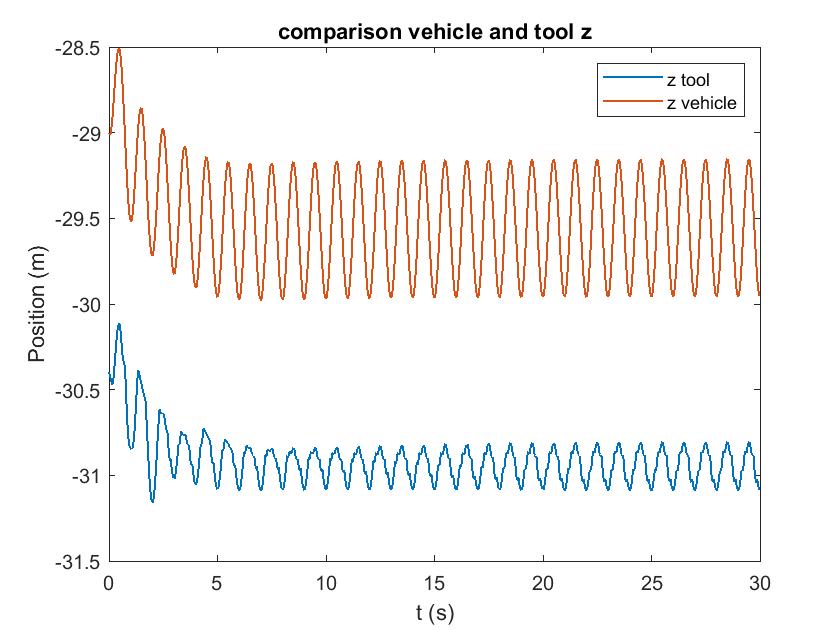 comparison vehicle and tool z
z tool
z vehicle
Position (m)
-28.5
-29
-29.5
-30
-30.5
-31
-31.5
0 5 10 15 20 25 30
t (s)